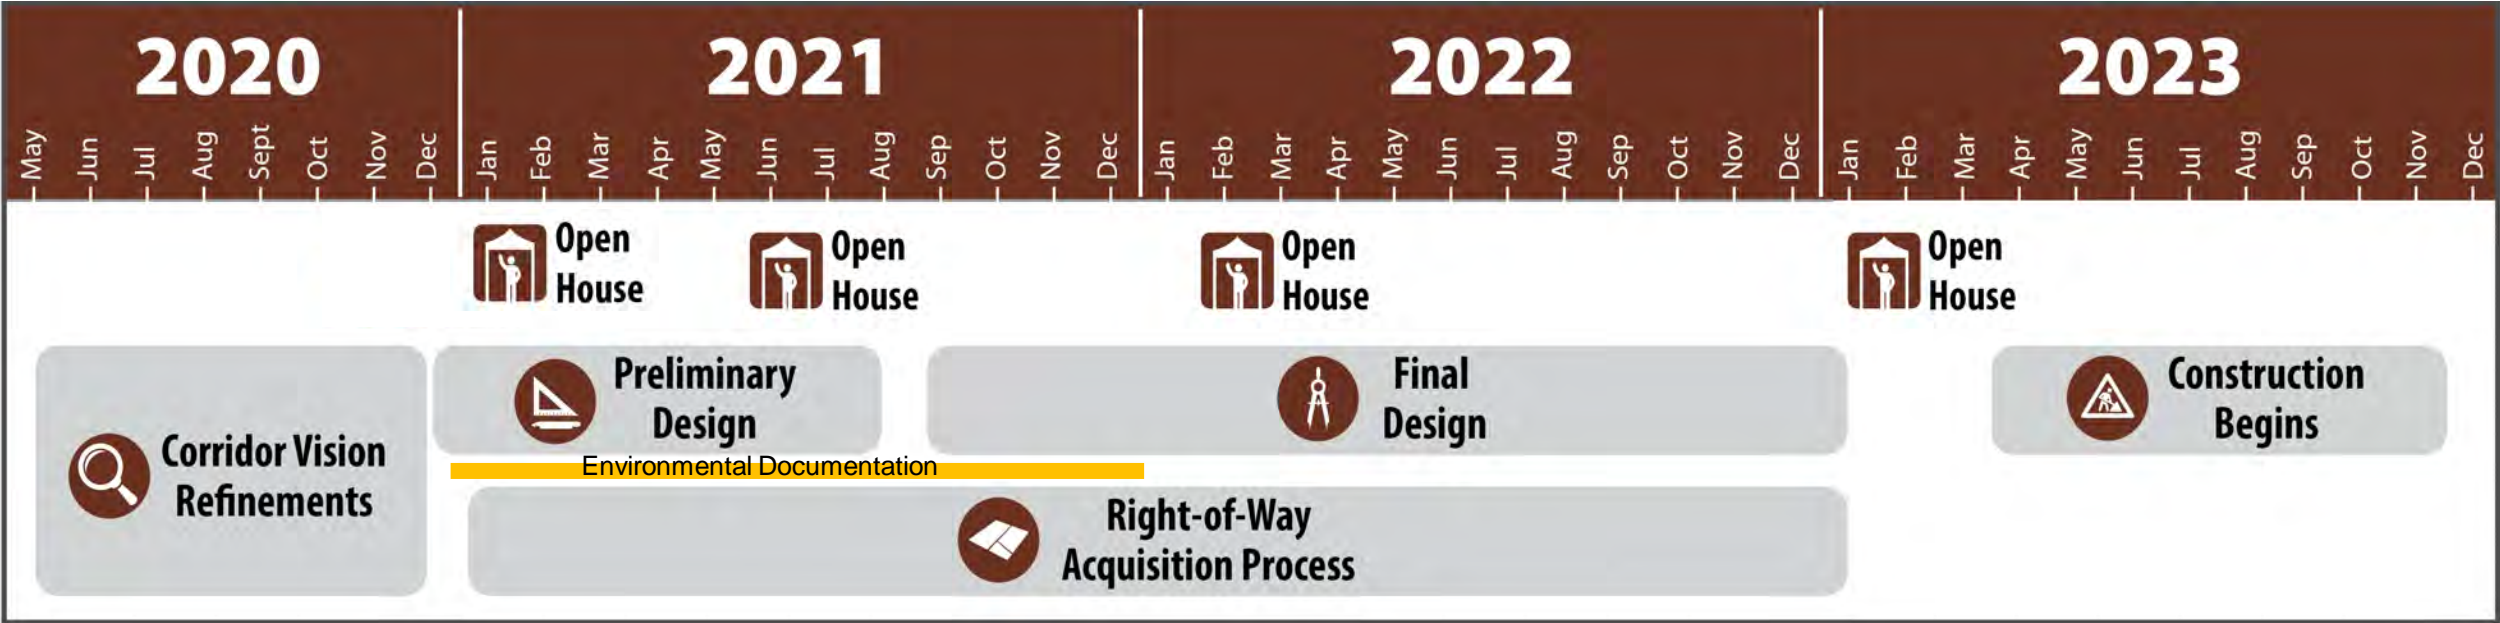 2020 2021 2022 2023
May Jun Jul Aug Sept Oct Nov Dec Jan Feb Mar Apr May Jun Jul Aug Sep Oct Nov Dec Jan Feb Mar Apr May Jun Jul Aug Sep Oct Nov Dec Jan Feb Mar Apr May Jun Jul Aug Sep Oct Nov Dec
Open
House
Open
House
Open
House
Open
House
Corridor Vision
Refinements
Preliminary
Design
Final
Design
Construction
Begins
Environmental Documentation
Right-of-Way
Acquisition Process